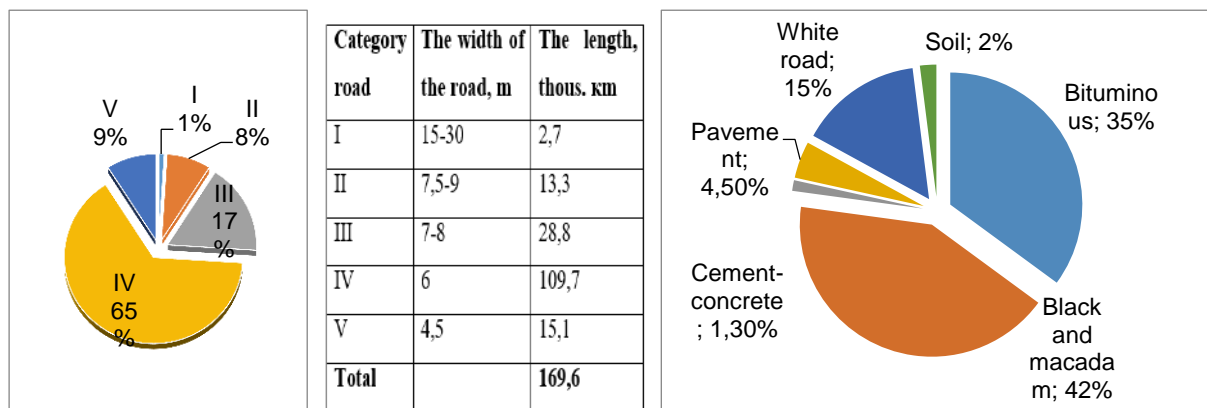 V
9%
I
1%
II
8%
III
17
%
IV
65
%
Category road
The width of the road, m
The length, thous. км
I
15-30
2,7
II
7,5-9
13,3
III
7-8
28,8
IV
6
109,7
V
4,5
15,1
Total
169,6
White
road;
15%
Soil; 2%
Bitumino
us; 35%
Paveme
nt;
4,50%
Cement-
concrete
; 1,30%
Black
and
macada
m; 42%